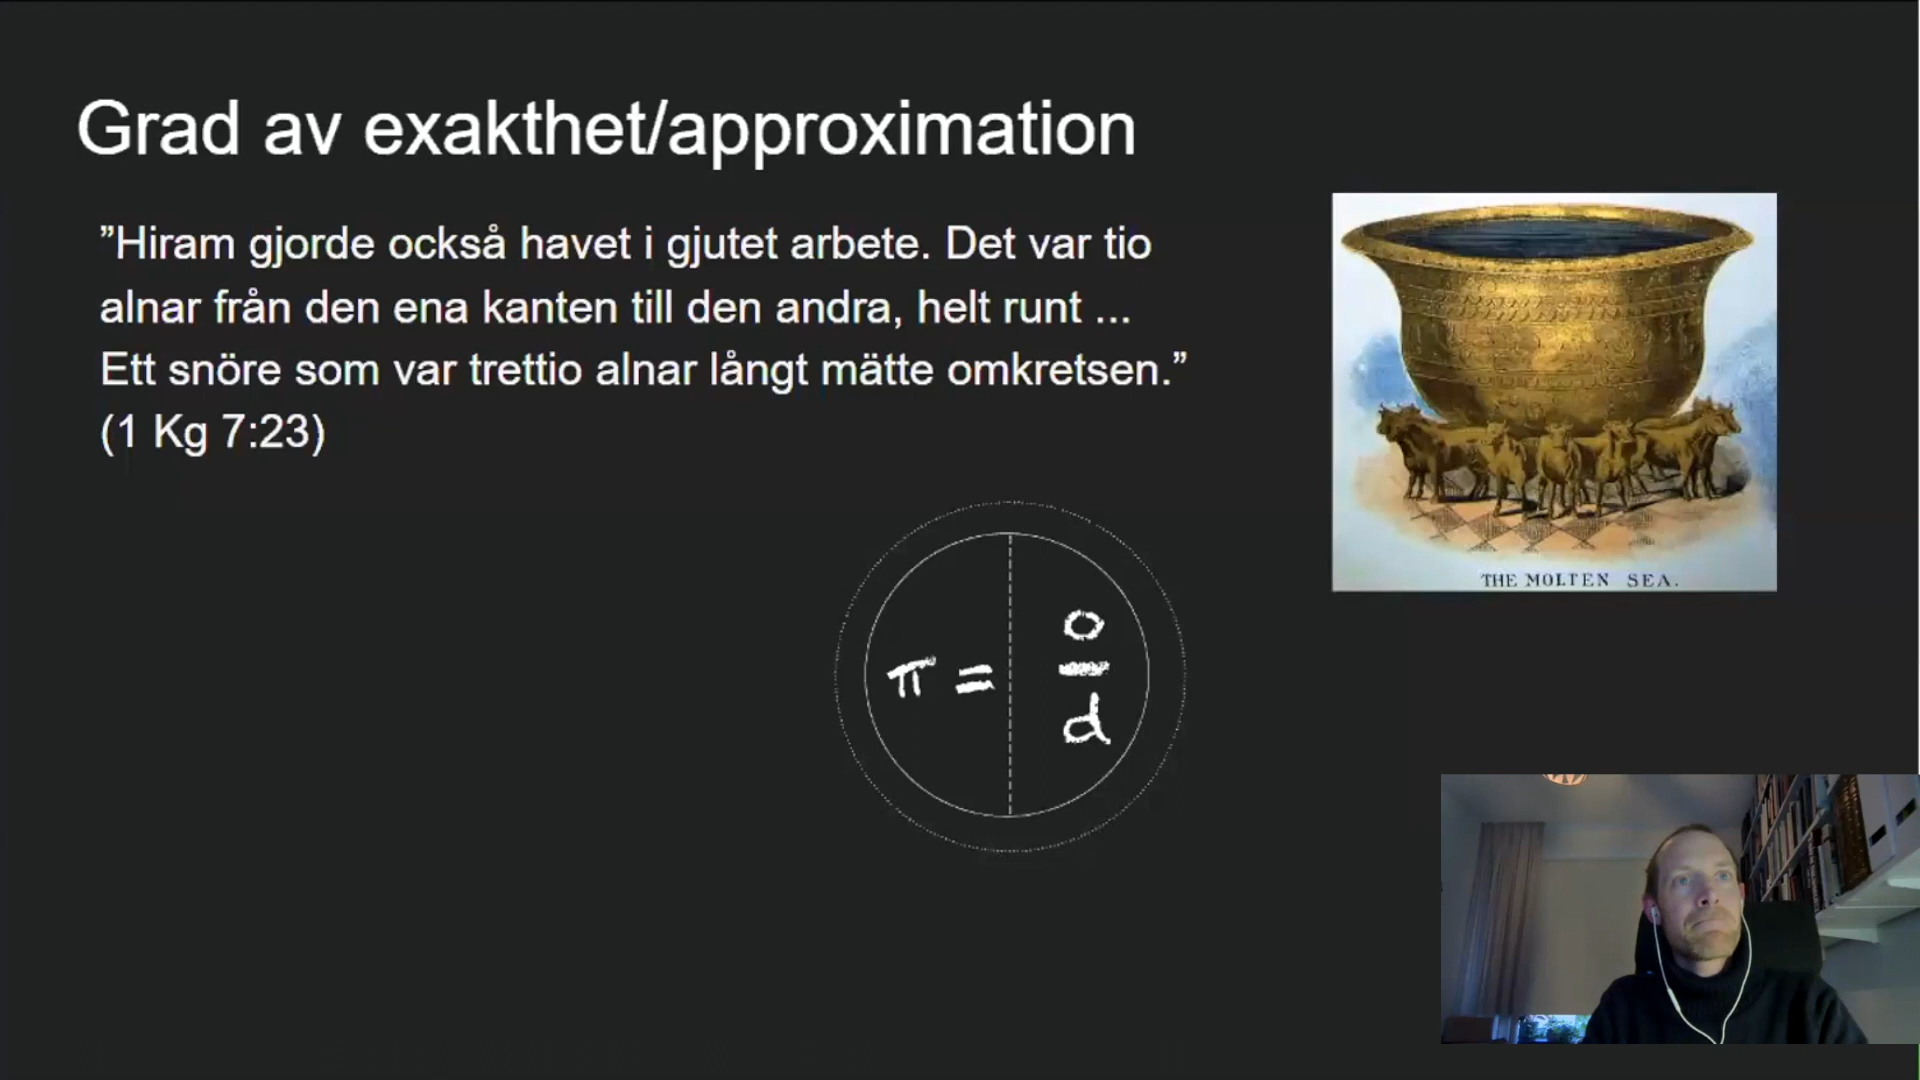 Grad av exakthet/approximation
”Hiram gjorde också havet i gjutet arbete. Det var tio
alnar från den ena kanten till den andra, helt runt ...
Ett snöre som var trettio alnar långt mätte omkretsen.”
(1 Kg 7:23)
THE MOLTEN SEA.
π = o
d